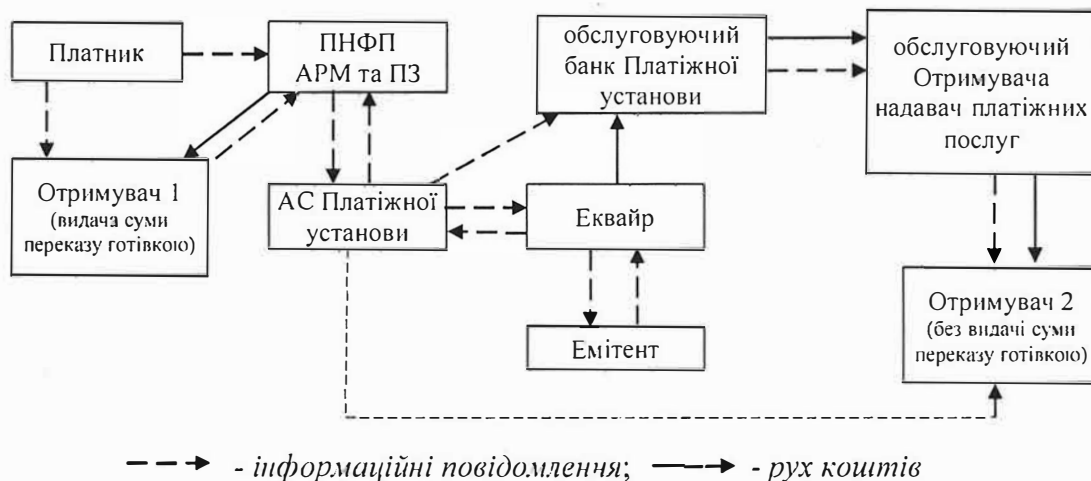 Платник
ПНФП
АРМ та ПЗ
обслуговуючий
банк Платіжної
установи
обслуговуючий
Отримувача
надавач платіжних
послуг
Отримувач 1
(видача суми
переказу готівкою)
АС Платіжної
установи
Еквайр
Емітент
Отримувач 2
(без видачі суми
переказу готівкою)
- інформаційні повідомлення; - рух коштів